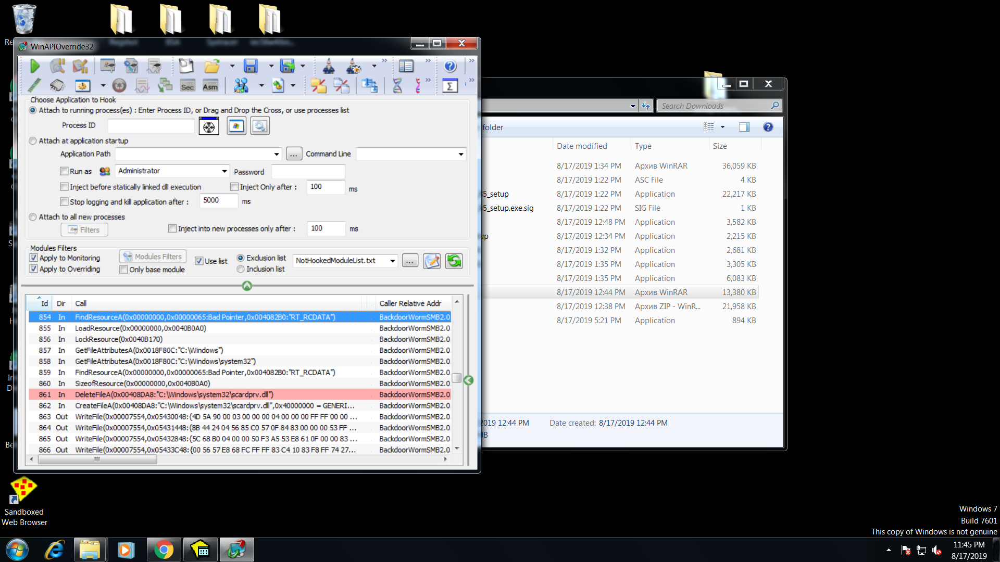 Re
WinAPIOverride32
Sec
Asm
Choose Application to Hook
Attach to running process(es) : Enter Process ID, or Drag and Drop the Cross, or use processes list
Process ID
Attach at application startup
Application Path
...
Command Line
Run as
Administrator
Password
Inject before statically linked dll execution
Inject Only after :
100
ms
Stop logging and kill application after :
5000
ms
Attach to all new processes
Filters
Inject into new processes only after :
100
ms
Modules Filters
Apply to Monitoring
Modules Filters
Use list
Exclusion list
NotHookedModuleList.txt
...
Apply to Overriding
Only base module
Inclusion list
Id Dir Call Caller Relative Addr
854 In FindResourceA(0x00000000,0x00000065:Bad Pointer,0x004082B0:"RT_RCDATA") BackdoorWormSMB2.0
855 In LoadResource(0x00000000,0x0040B0A0) BackdoorWormSMB2.0
856 In LockResource(0x0040B170) BackdoorWormSMB2.0
857 In GetFileAttributesA(0x0018F80C:"C:\Windows") BackdoorWormSMB2.0
858 In GetFileAttributesA(0x0018F80C:"C:\Windows\system32") BackdoorWormSMB2.0
859 In FindResourceA(0x00000000,0x00000065:Bad Pointer,0x004082B0:"RT_RCDATA") BackdoorWormSMB2.0
860 In SizeofResource(0x00000000,0x0040B0A0) BackdoorWormSMB2.0
861 In DeleteFileA(0x00408DA8:"C:\Windows\system32\scardprv.dll") BackdoorWormSMB2.0
862 In CreateFileA(0x00408DA8:"C:\Windows\system32\scardprv.dll",0x40000000 = GENERI... BackdoorWormSMB2.0
863 Out WriteFile(0x00007554,0x05430048:{4D 5A 90 00 03 00 00 00 04 00 00 00 FF FF 00 00 ... BackdoorWormSMB2.0
864 Out WriteFile(0x00007554,0x05431448:{8B 44 24 04 56 85 C0 57 0F 84 83 00 00 00 53 FF ... BackdoorWormSMB2.0
865 Out WriteFile(0x00007554,0x05432848:{5C 68 B0 04 00 00 50 F3 A5 53 E8 61 0F 00 00 83 ... BackdoorWormSMB2.0
866 Out WriteFile(0x00007554,0x05433C48:{00 56 57 E8 68 FC FF FF 83 C4 10 83 F8 FF 74 27... BackdoorWormSMB2.0
Search Downloads
folder
Date modified Type Size
8/17/2019 1:34 PM Архив WinRAR 36,059 KB
8/17/2019 1:22 PM ASC File 4 KB
35_setup 8/17/2019 1:22 PM Application 22,217 KB
35_setup.exe.sig 8/17/2019 1:22 PM SIG File 1 KB
8/17/2019 12:48 PM Application 3,582 KB
up 8/17/2019 12:34 PM Application 2,215 KB
8/17/2019 1:32 PM Application 2,681 KB
8/17/2019 1:35 PM Application 3,305 KB
8/17/2019 1:35 PM Application 6,083 KB
8/17/2019 12:44 PM Архив WinRAR 13,380 KB
8/17/2019 12:38 PM Архив ZIP - WinR... 21,958 KB
8/17/2019 5:21 PM Application 894 KB
2019 12:44 PM Date created: 8/17/2019 12:44 PM
MB
S
H
In
D
Be
Sandboxed
Web Browser
Windows 7
Build 7601
This copy of Windows is not genuine
11:45 PM
8/17/2019